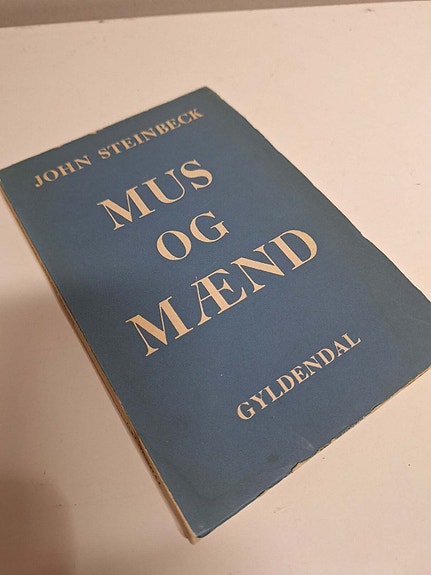 JOHN STEINBECK
MUS
OG
MÆND
GYLDENDAL